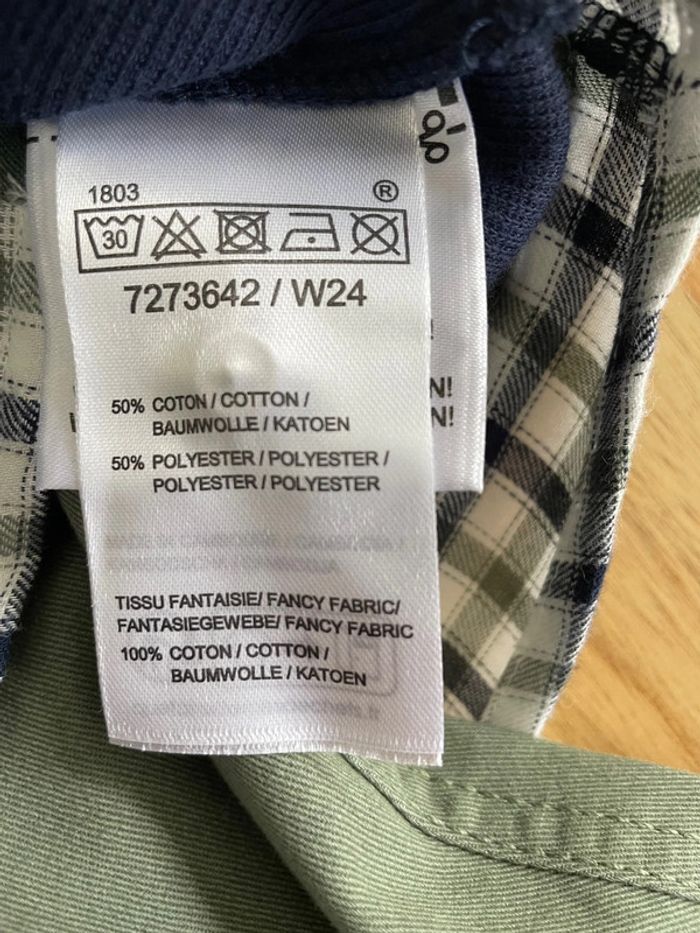 1803 ®
30
7273642 / W24
N!
50% COTON / COTTON /
BAUMWOLLE / KATOEN
N!
50% POLYESTER / POLYESTER /
POLYESTER / POLYESTER
TISSU FANTAISIE/ FANCY FABRIC/
FANTASIEGEWEBE/ FANCY FABRIC
100% COTON / COTTON /
BAUMWOLLE / KATOEN